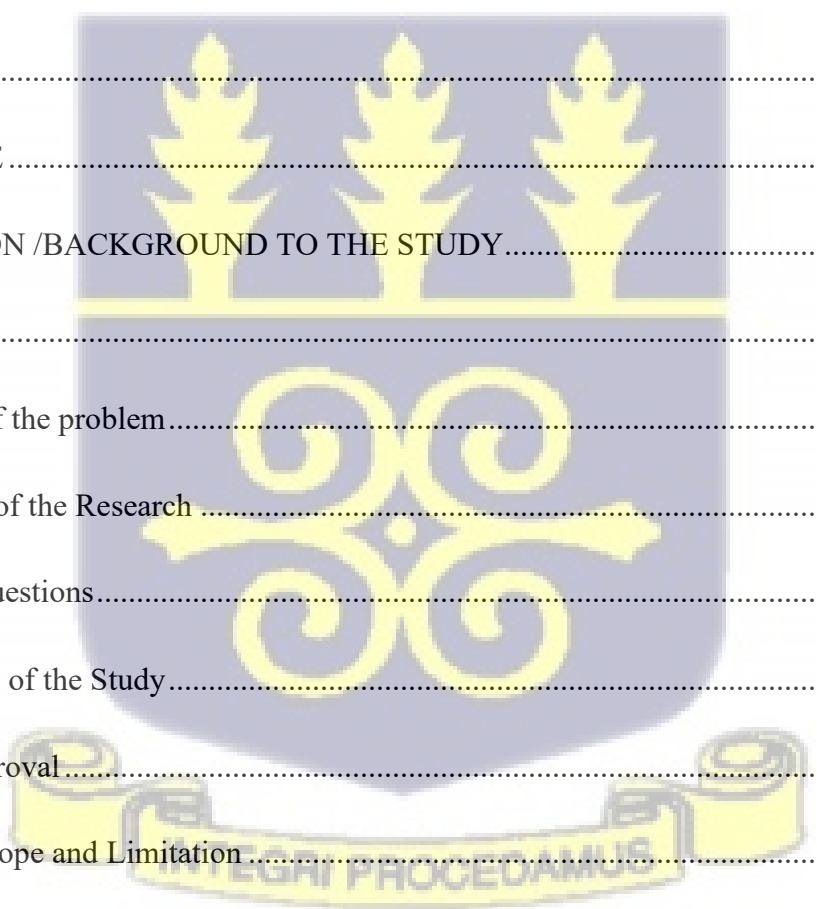 ................................................................
E................................................................
ON /BACKGROUND TO THE STUDY................................
................................................................
f the problem................................................................
of the Research ................................................................
uestions................................................................
of the Study................................................................
roval................................................................
ope and Limitation................................................................
INTEGRI PROCEDAMUS